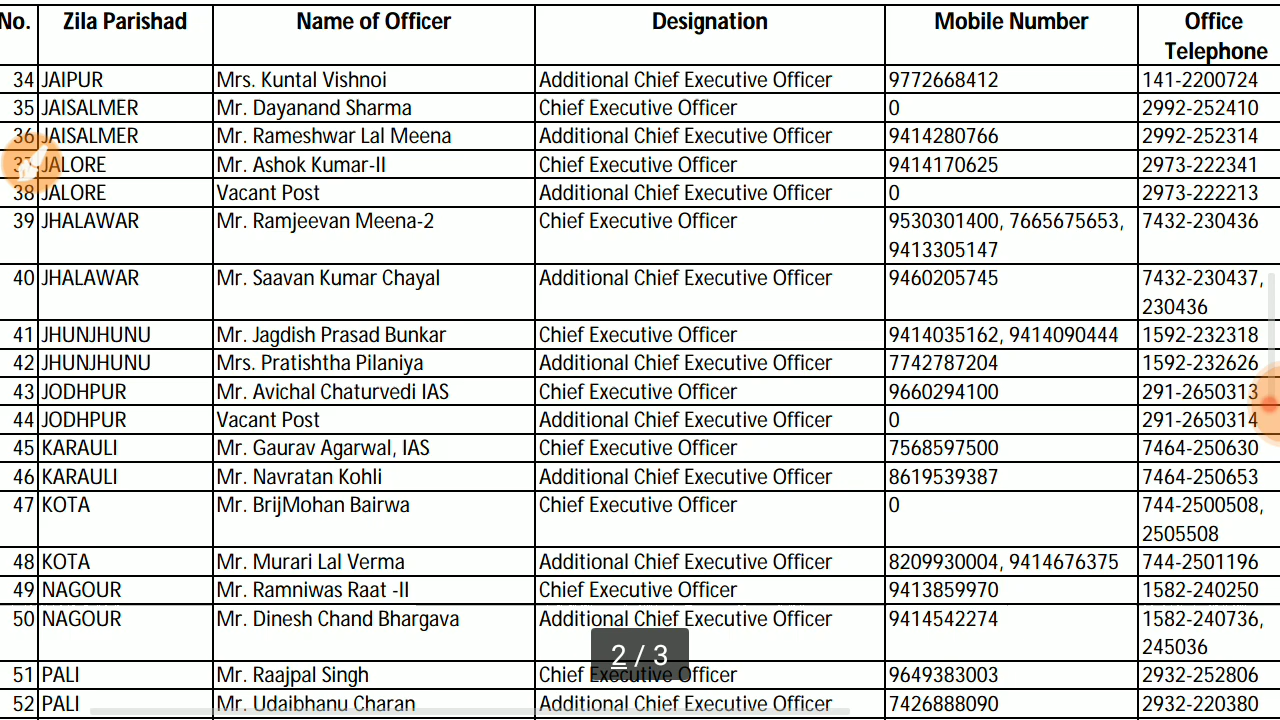 No. Zila Parishad Name of Officer Designation Mobile Number Office Telephone
34 JAIPUR Mrs. Kuntal Vishnoi Additional Chief Executive Officer 9772668412 141-2200724
35 JAISALMER Mr. Dayanand Sharma Chief Executive Officer 0 2992-252410
36 JAISALMER Mr. Rameshwar Lal Meena Additional Chief Executive Officer 9414280766 2992-252314
37 JALORE Mr. Ashok Kumar-II Chief Executive Officer 9414170625 2973-222341
38 JALORE Vacant Post Additional Chief Executive Officer 0 2973-222213
39 JHALAWAR Mr. Ramjeevan Meena-2 Chief Executive Officer 9530301400, 7665675653, 7432-230436
9413305147
40 JHALAWAR Mr. Saavan Kumar Chayal Additional Chief Executive Officer 9460205745 7432-230437,
230436
41 JHUNJHUNU Mr. Jagdish Prasad Bunkar Chief Executive Officer 9414035162, 9414090444 1592-232318
42 JHUNJHUNU Mrs. Pratishtha Pilaniya Additional Chief Executive Officer 7742787204 1592-232626
43 JODHPUR Mr. Avichal Chaturvedi IAS Chief Executive Officer 9660294100 291-2650313
44 JODHPUR Vacant Post Additional Chief Executive Officer 0 291-2650314
45 KARAULI Mr. Gaurav Agarwal, IAS Chief Executive Officer 7568597500 7464-250630
46 KARAULI Mr. Navratan Kohli Additional Chief Executive Officer 8619539387 7464-250653
47 KOTA Mr. BrijMohan Bairwa Chief Executive Officer 0 744-2500508,
2505508
48 KOTA Mr. Murari Lal Verma Additional Chief Executive Officer 8209930004, 9414676375 744-2501196
49 NAGOUR Mr. Ramniwas Raat -II Chief Executive Officer 9413859970 1582-240250
50 NAGOUR Mr. Dinesh Chand Bhargava Additional Chief Executive Officer 9414542274 1582-240736,
245036
2 / 3
51 PALI Mr. Raajpal Singh Chief Executive Officer 9649383003 2932-252806
52 PALI Mr. Udaibhanu Charan Additional Chief Executive Officer 7426888090 2932-220380